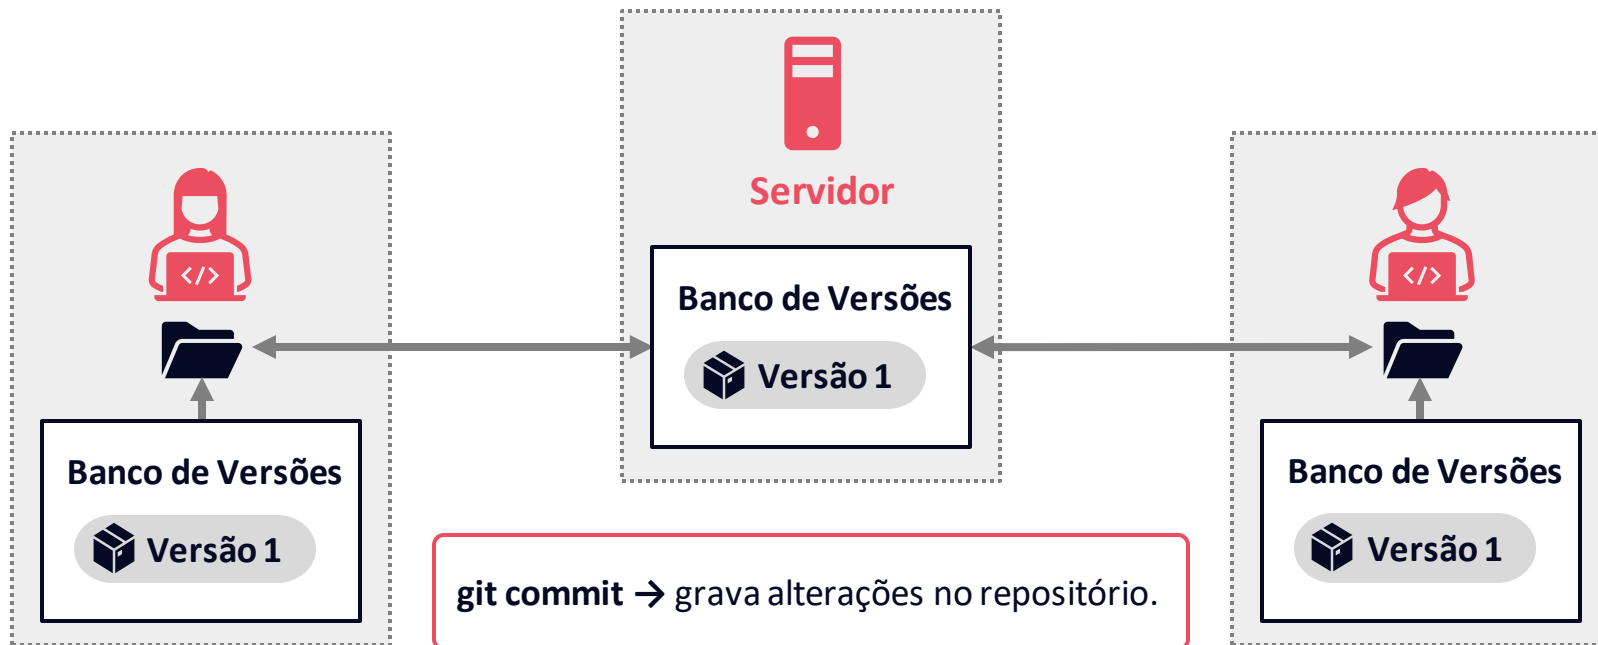 Servidor
Banco de Versões
Versão 1
Banco de Versões
Versão 1
Banco de Versões
Versão 1
git commit → grava alterações no repositório.